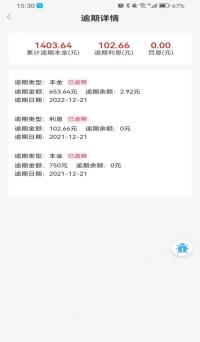 15:30
67%
逾期详情
1403.64 102.66 0.00
累计逾期本金(元) 逾期利息(元) 罚息(元)
逾期类型: 本金 已逾期
逾期金额: 653.64元 逾期余额: 2.92元
逾期日期: 2022-12-21
逾期类型: 利息 已逾期
逾期金额: 102.66元 逾期余额: 0元
逾期日期: 2021-12-21
逾期类型: 本金 已逾期
逾期金额: 750元 逾期余额: 0元
逾期日期: 2021-12-21